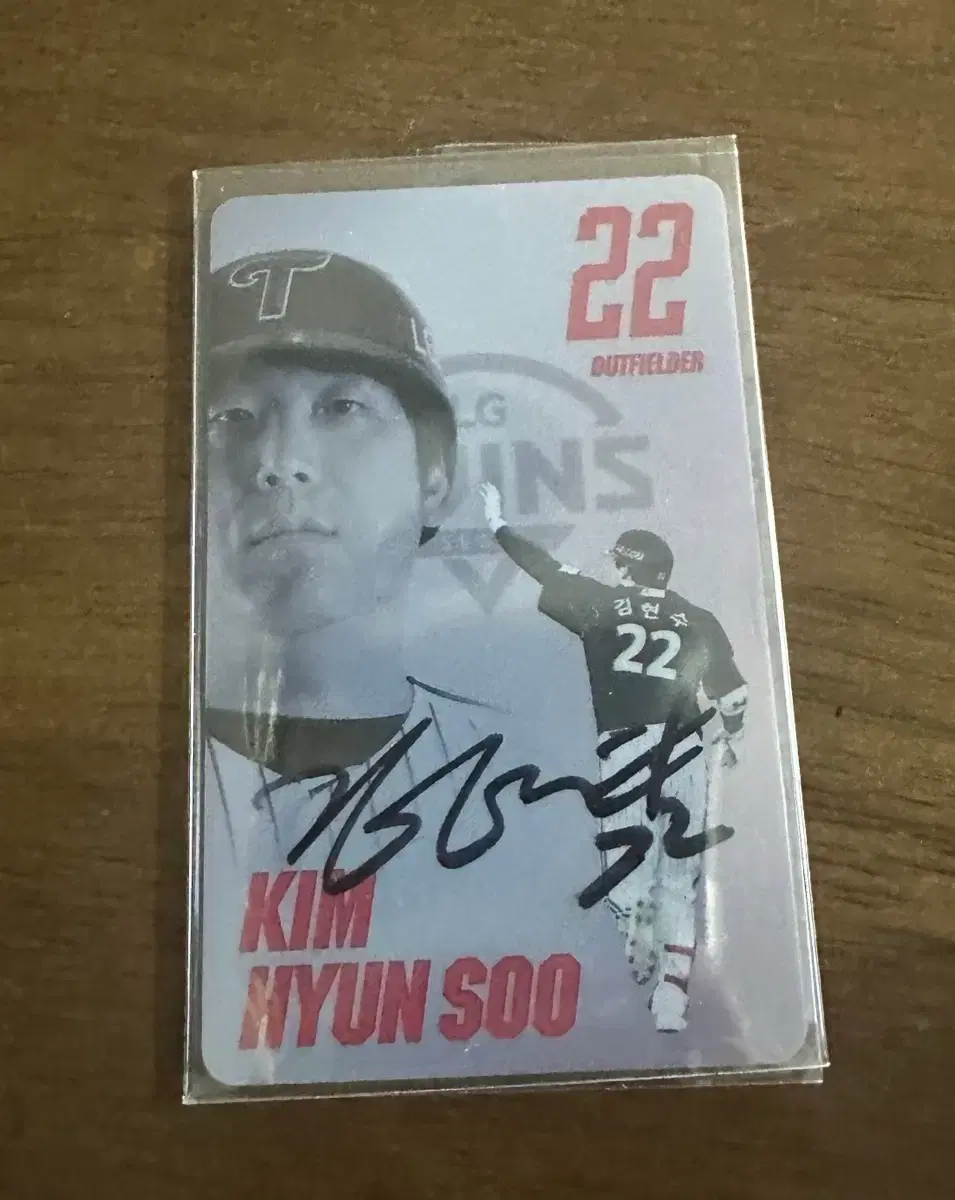 22
OUTFIELDER
T
LG
TWINS
김현수
22
KIM
HYUN SOO